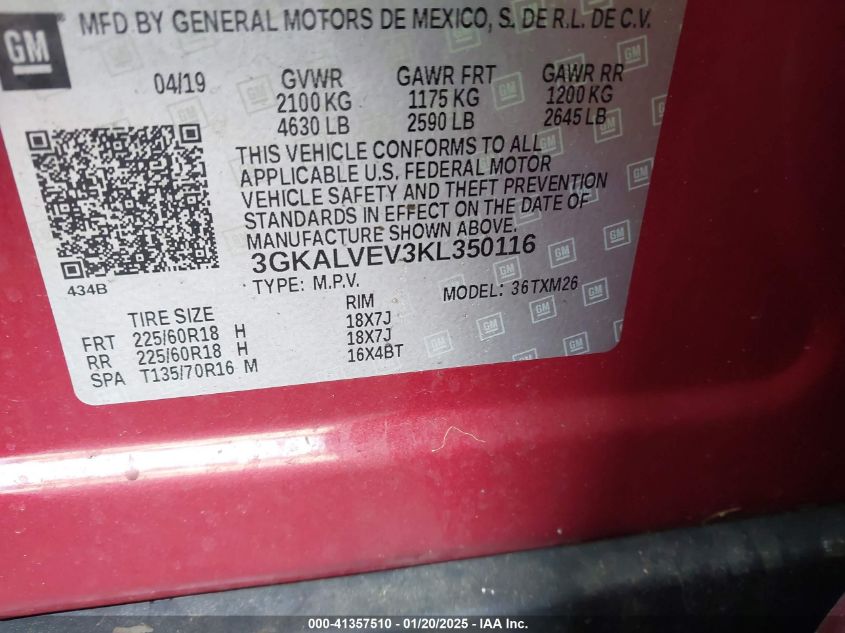 GM
MFD BY GENERAL MOTORS DE MEXICO, S. DE R.L. DE C.V.
04/19 GVWR GAWR FRT GAWR RR
2100 KG 1175 KG 1200 KG
4630 LB 2590 LB 2645 LB
THIS VEHICLE CONFORMS TO ALL
APPLICABLE U.S. FEDERAL MOTOR
VEHICLE SAFETY AND THEFT PREVENTION
STANDARDS IN EFFECT ON THE DATE OF
MANUFACTURE SHOWN ABOVE.
3GKALVEV3KL350116
434B
TYPE: M.P.V. MODEL: 36TXM26
TIRE SIZE RIM
FRT 225/60R18 H 18X7J
RR 225/60R18 H 18X7J
SPA T135/70R16 M 16X4BT
000-41357510 | 01/20/2025 | IAA Inc.